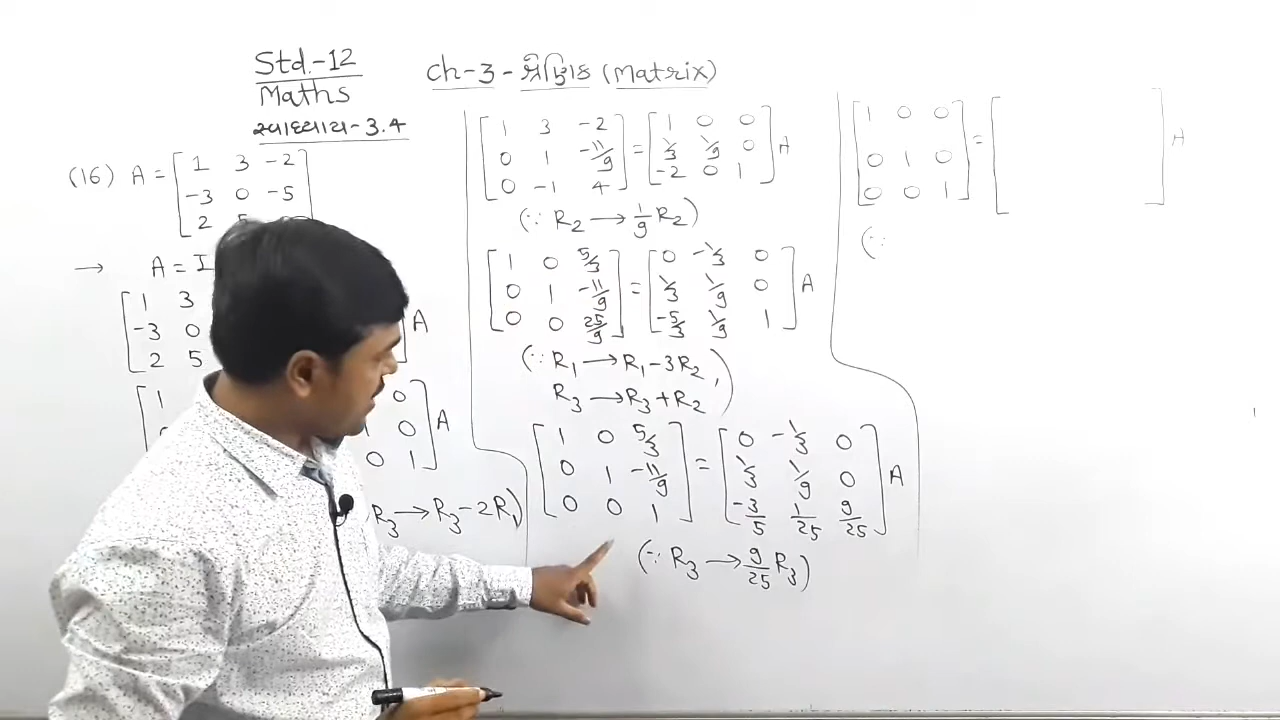 Std.-12
Maths
સ્વાધ્યાય-3.4
Ch-3-શ્રેણિક (Matrix)
(16) A = [ 1 3 -2
-3 0 -5
2 5
→ A = I
[ 1 3
-3 0
2 5 ] A
[ 1 0
1 0
0 1 ] A
R3 → R3-2R1)
[ 1 3 -2
0 1 -11/9
0 -1 4 ] = [ 1 0 0
1/3 1/9 0
-2 0 1 ] A
(∵ R2 → 1/9 R2)
[ 1 0 5/3
0 1 -11/9
0 0 25/9 ] = [ 0 -1/3 0
1/3 1/9 0
-5/3 1/9 1 ] A
(∵ R1 → R1-3R2,
R3 → R3+R2)
[ 1 0 5/3
0 1 -11/9
0 0 1 ] = [ 0 -1/3 0
1/3 1/9 0
-3/5 1/25 9/25 ] A
(∵ R3 → 9/25 R3)
[ 1 0 0
0 1 0
0 0 1 ] = [ ] A
(∵